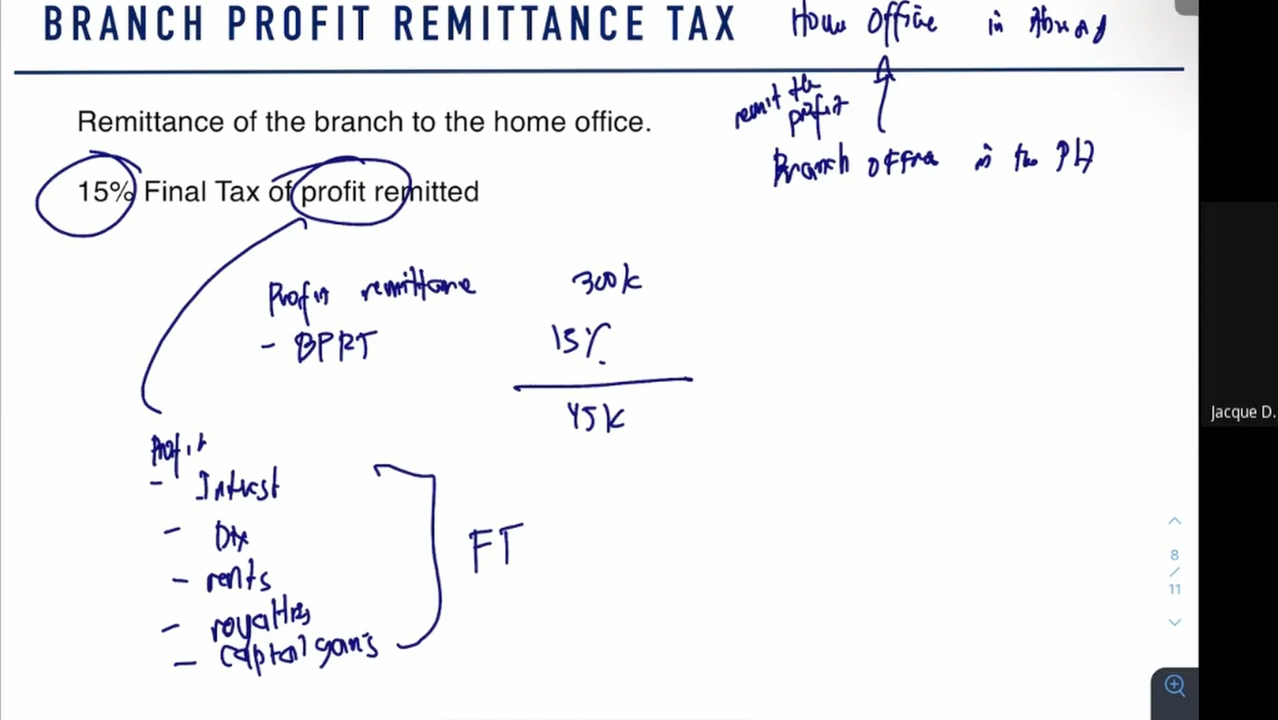 BRANCH PROFIT REMITTANCE TAX
Home Office in Abroad
remit the
profit
Branch office in the PH
Remittance of the branch to the home office.
15% Final Tax of profit remitted
Profit remittance 300k
- BPRT 15%
45k
Profit
- Interest
- Div
- rents
- royalties
- capital gains
FT
Jacque D.
8
/
11